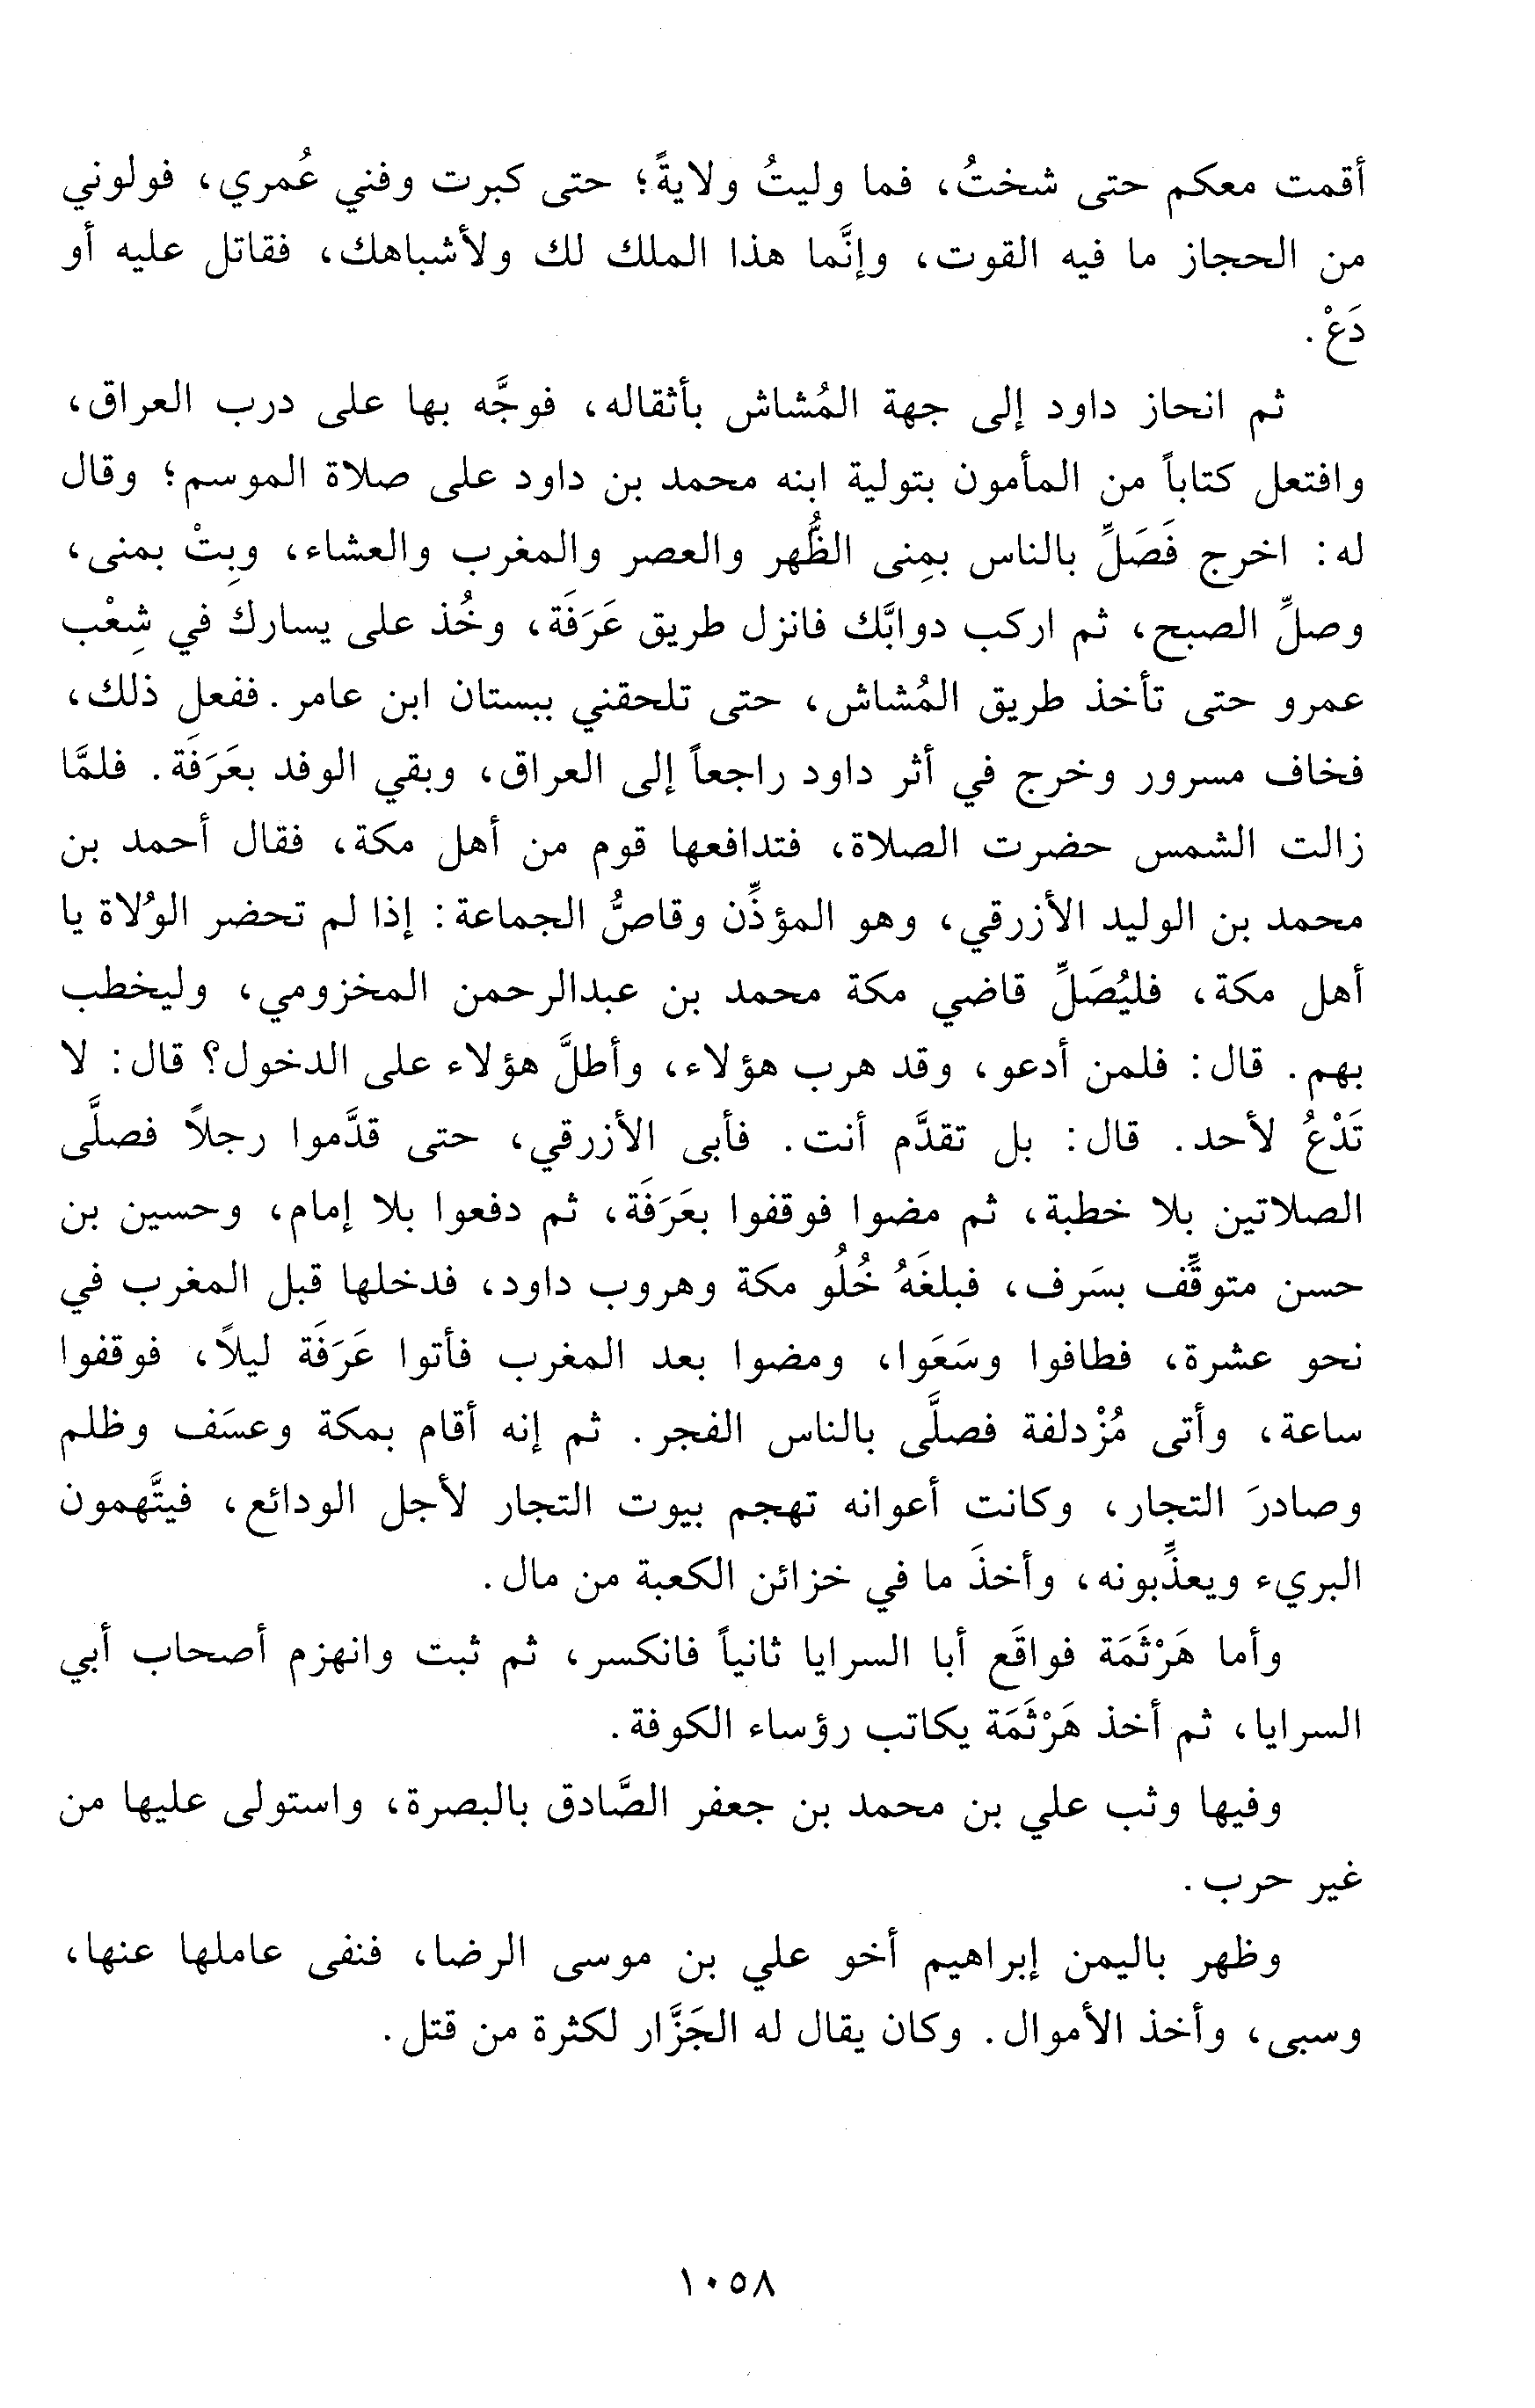 أقمت معكم حتى شختُ، فما وليتُ ولايةً؛ حتى كبرت وفني عُمري، فولوني
من الحجاز ما فيه القوت، وإنَّما هذا الملك لك ولأشباهك، فقاتل عليه أو
دَعْ.
ثم انحاز داود إلى جهة المُشاش بأثقاله، فوجَّه بها على درب العراق،
وافتعل كتاباً من المأمون بتولية ابنه محمد بن داود على صلاة الموسم؛ وقال
له: اخرج فَصَلِّ بالناس بمِنى الظُّهر والعصر والمغرب والعشاء، وبِتْ بمنى،
وصلِّ الصبح، ثم اركب دوابَّك فانزل طريق عَرَفَة، وخُذ على يسارك في شِعْب
عمرو حتى تأخذ طريق المُشاش، حتى تلحقني ببستان ابن عامر. ففعل ذلك،
فخاف مسرور وخرج في أثر داود راجعاً إلى العراق، وبقي الوفد بعَرَفَة. فلمَّا
زالت الشمس حضرت الصلاة، فتدافعها قوم من أهل مكة، فقال أحمد بن
محمد بن الوليد الأزرقي، وهو المؤذِّن وقاصُّ الجماعة: إذا لم تحضر الوُلاة يا
أهل مكة، فليُصَلِّ قاضي مكة محمد بن عبدالرحمن المخزومي، وليخطب
بهم. قال: فلمن أدعو، وقد هرب هؤلاء، وأطلَّ هؤلاء على الدخول؟ قال: لا
تَدْعُ لأحد. قال: بل تقدَّم أنت. فأبى الأزرقي، حتى قدَّموا رجلاً فصلَّى
الصلاتين بلا خطبة، ثم مضوا فوقفوا بعَرَفَة، ثم دفعوا بلا إمام، وحسين بن
حسن متوقِّف بسَرف، فبلغَهُ خُلُو مكة وهروب داود، فدخلها قبل المغرب في
نحو عشرة، فطافوا وسَعَوا، ومضوا بعد المغرب فأتوا عَرَفَة ليلاً، فوقفوا
ساعة، وأتى مُزْدلفة فصلَّى بالناس الفجر. ثم إنه أقام بمكة وعسَف وظلم
وصادرَ التجار، وكانت أعوانه تهجم بيوت التجار لأجل الودائع، فيتَّهمون
البريء ويعذِّبونه، وأخذَ ما في خزائن الكعبة من مال.
وأما هَرْثَمَة فواقَع أبا السرايا ثانياً فانكسر، ثم ثبت وانهزم أصحاب أبي
السرايا، ثم أخذ هَرْثَمَة يكاتب رؤساء الكوفة.
وفيها وثب علي بن محمد بن جعفر الصَّادق بالبصرة، واستولى عليها من
غير حرب.
وظهر باليمن إبراهيم أخو علي بن موسى الرضا، فنفى عاملها عنها،
وسبى، وأخذ الأموال. وكان يقال له الجَزَّار لكثرة من قتل.
١٠٥٨